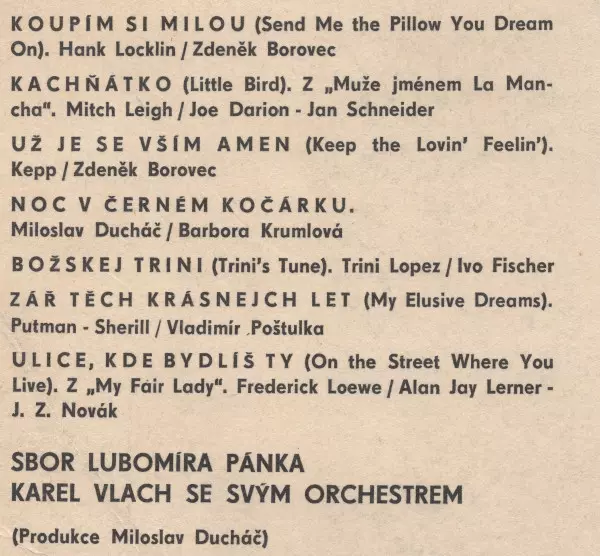 KOUPÍM SI MILOU (Send Me the Pillow You Dream
On). Hank Locklin / Zdeněk Borovec
KACHŇÁTKO (Little Bird). Z „Muže jménem La Man-
cha“. Mitch Leigh / Joe Darion - Jan Schneider
UŽ JE SE VŠÍM AMEN (Keep the Lovin’ Feelin’).
Kepp / Zdeněk Borovec
NOC V ČERNÉM KOČÁRKU.
Miloslav Ducháč / Barbora Krumlová
BOŽSKEJ TRINI (Trini’s Tune). Trini Lopez / Ivo Fischer
ZÁŘ TĚCH KRÁSNEJCH LET (My Elusive Dreams).
Putman - Sherill / Vladimír Poštulka
ULICE, KDE BYDLÍŠ TY (On the Street Where You
Live). Z „My Fair Lady“. Frederick Loewe / Alan Jay Lerner -
J. Z. Novák
SBOR LUBOMÍRA PÁNKA
KAREL VLACH SE SVÝM ORCHESTREM
(Produkce Miloslav Ducháč)